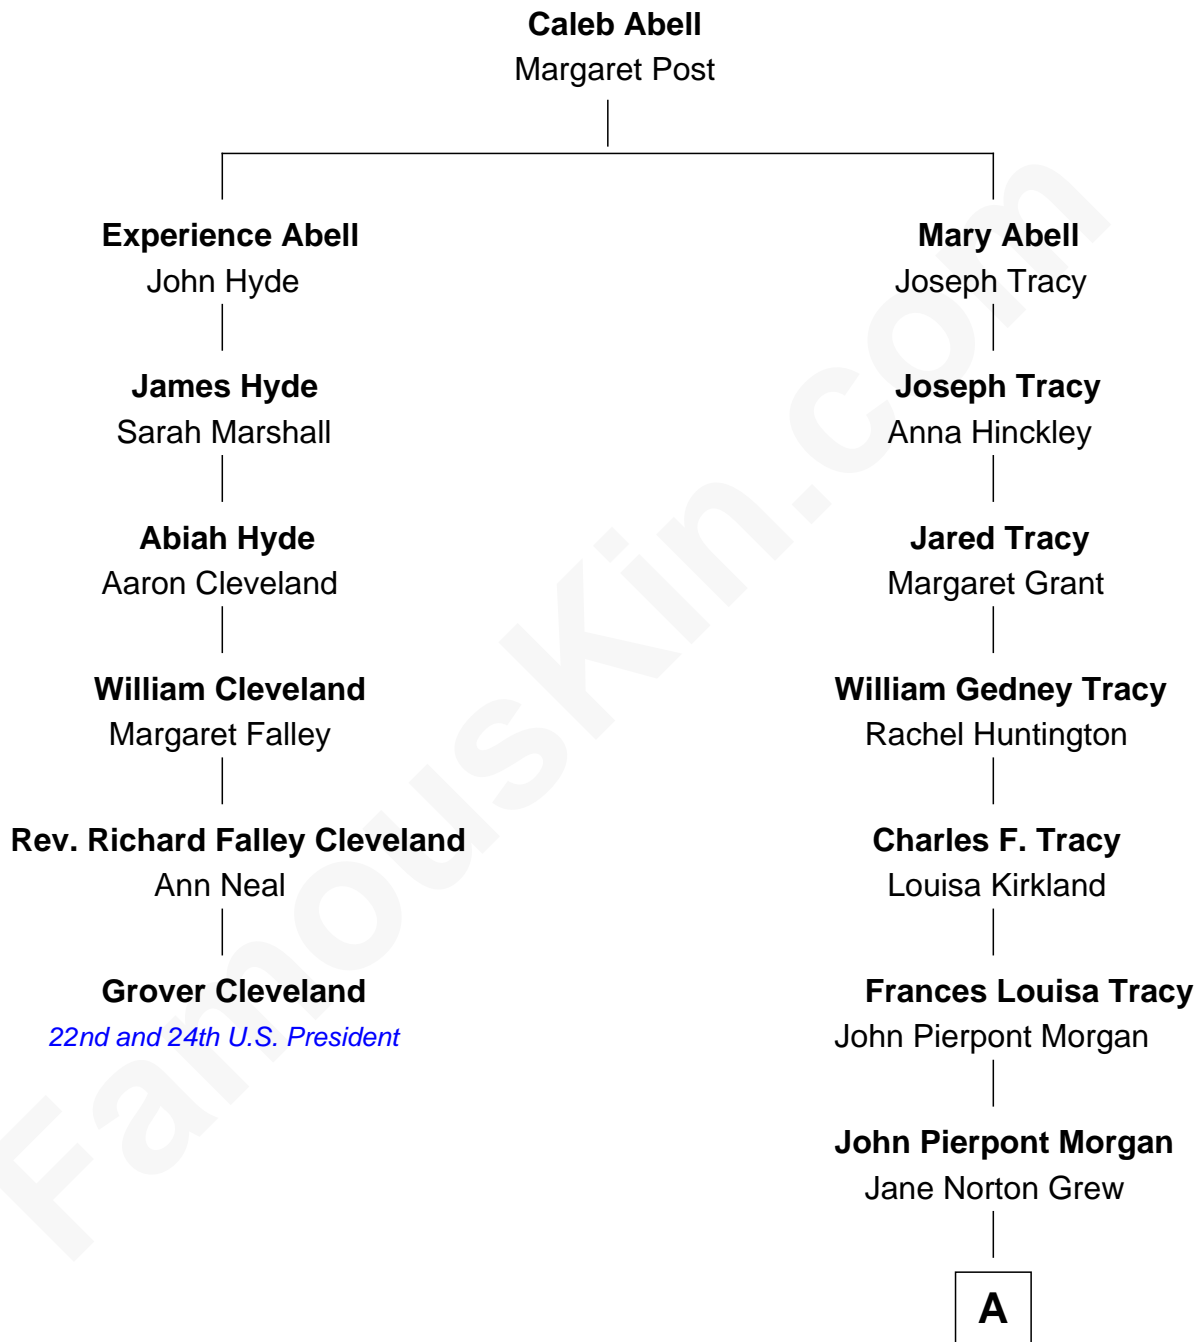 Caleb Abell
Margaret Post
Experience Abell
John Hyde
Mary Abell
Joseph Tracy
James Hyde
Sarah Marshall
Joseph Tracy
Anna Hinckley
Abiah Hyde
Aaron Cleveland
Jared Tracy
Margaret Grant
William Cleveland
Margaret Falley
William Gedney Tracy
Rachel Huntington
Rev. Richard Falley Cleveland
Ann Neal
Charles F. Tracy
Louisa Kirkland
Grover Cleveland
22nd and 24th U.S. President
Frances Louisa Tracy
John Pierpont Morgan
John Pierpont Morgan
Jane Norton Grew
A
FamousKin.com